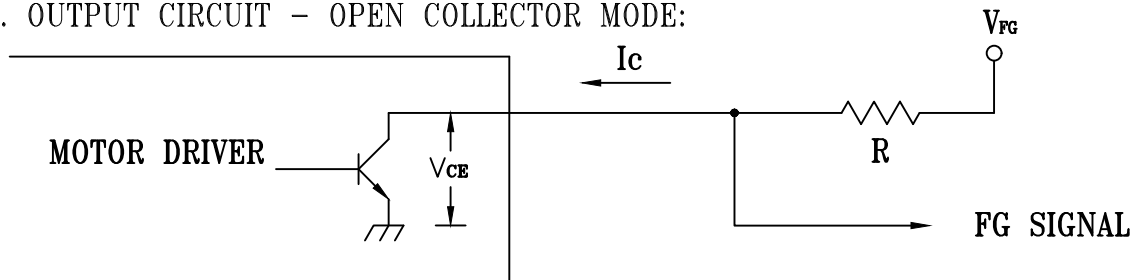 . OUTPUT CIRCUIT – OPEN COLLECTOR MODE:
VFG
Ic
MOTOR DRIVER
VCE
R
FG SIGNAL